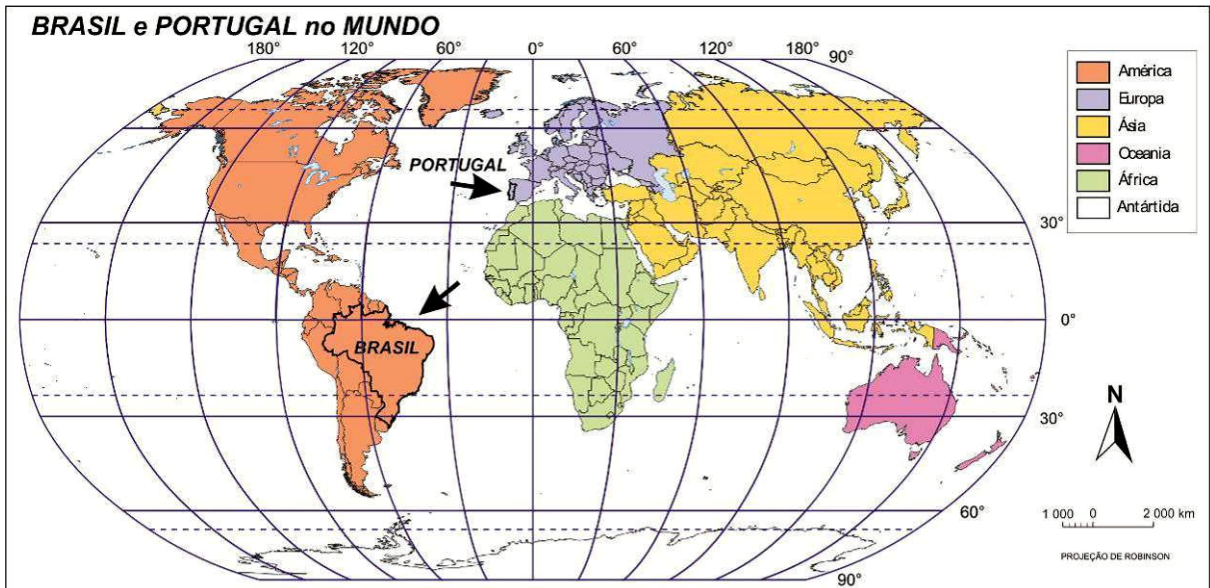 BRASIL e PORTUGAL no MUNDO
180° 120° 60° 0° 60° 120° 180° 90°
América
Europa
Ásia
Oceania
África
Antártida
PORTUGAL
30°
0°
BRASIL
30°
N
60°
1 000 0 2 000 km
PROJEÇÃO DE ROBINSON
90°